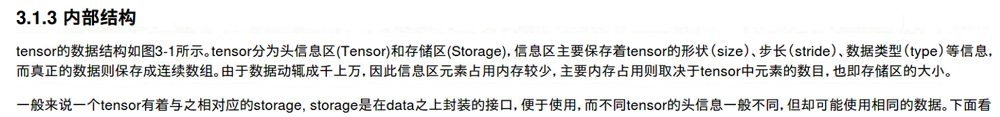 3.1.3 内部结构
tensor的数据结构如图3-1所示。tensor分为头信息区(Tensor)和存储区(Storage)，信息区主要保存着tensor的形状（size）、步长（stride）、数据类型（type）等信息，
而真正的数据则保存成连续数组。由于数据动辄成千上万，因此信息区元素占用内存较少，主要内存占用则取决于tensor中元素的数目，也即存储区的大小。
一般来说一个tensor有着与之相对应的storage, storage是在data之上封装的接口，便于使用，而不同tensor的头信息一般不同，但却可能使用相同的数据。下面看